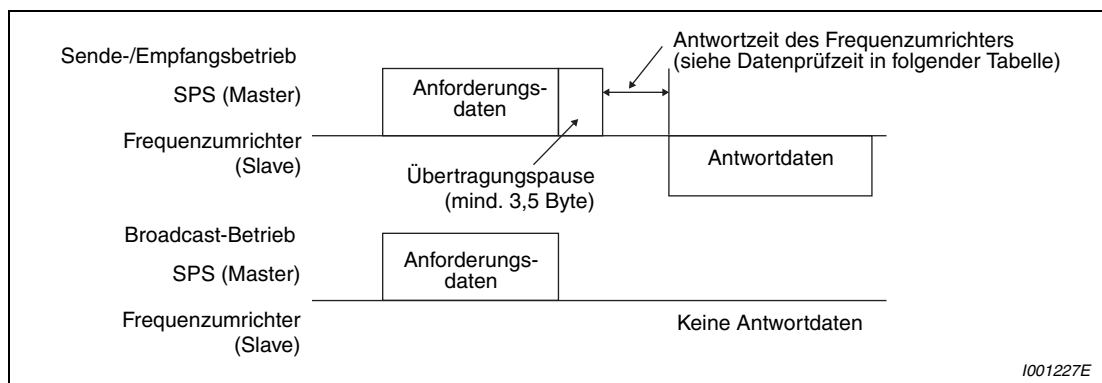 Sende-/Empfangsbetrieb
Antwortzeit des Frequenzumrichters
(siehe Datenprüfzeit in folgender Tabelle)
SPS (Master)
Anforderungs-
daten
Frequenzumrichter
(Slave)
Antwortdaten
Übertragungspause
(mind. 3,5 Byte)
Broadcast-Betrieb
SPS (Master)
Anforderungs-
daten
Frequenzumrichter
(Slave)
Keine Antwortdaten
I001227E